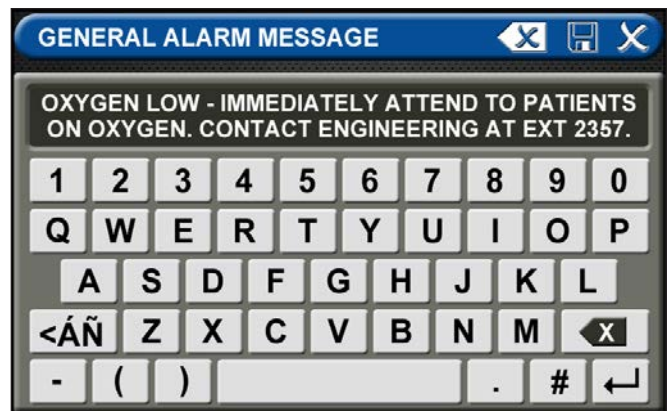 GENERAL ALARM MESSAGE X X
OXYGEN LOW - IMMEDIATELY ATTEND TO PATIENTS
ON OXYGEN. CONTACT ENGINEERING AT EXT 2357.
1 2 3 4 5 6 7 8 9 0
Q W E R T Y U I O P
A S D F G H J K L
<ÁÑ Z X C V B N M X
- ( ) . #